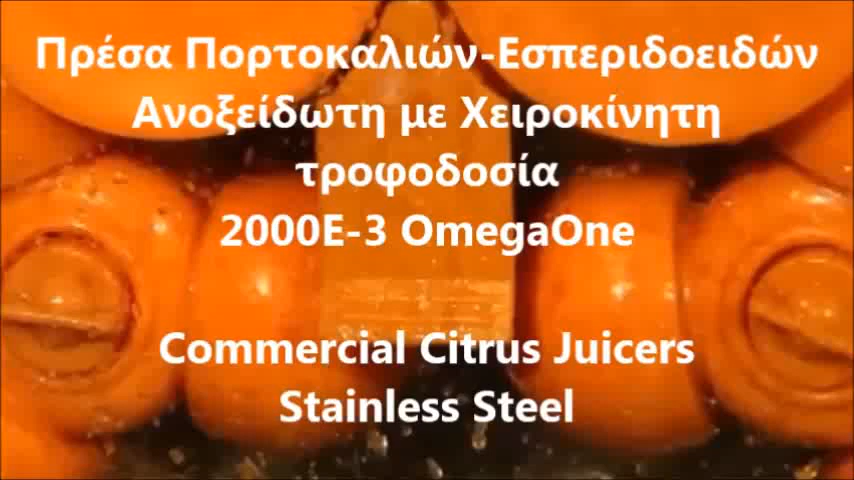 Πρέσα Πορτοκαλιών-Εσπεριδοειδών
Ανοξείδωτη με Χειροκίνητη
τροφοδοσία
2000E-3 OmegaOne
Commercial Citrus Juicers
Stainless Steel